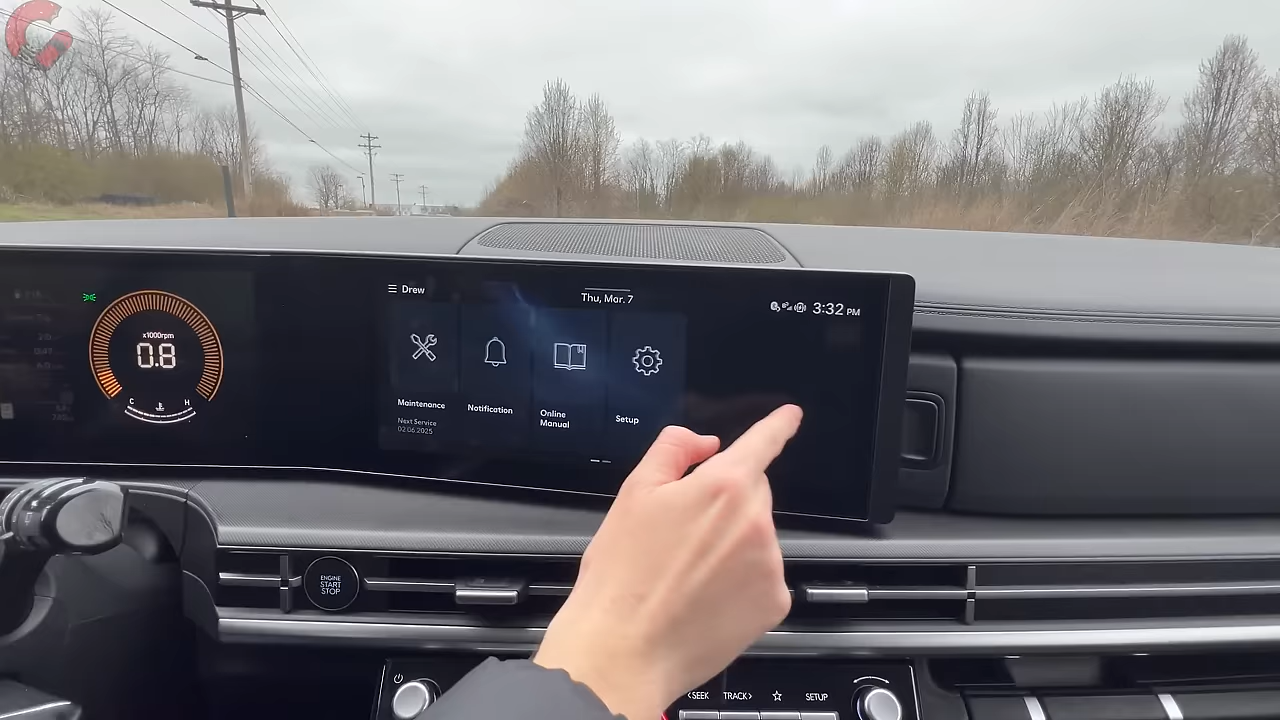 Drew
Thu, Mar. 7
3:32 PM
x1000rpm
0.8
C H
Maintenance
Next Service
02.06.2025
Notification
Online
Manual
Setup
ENGINE
START
STOP
<SEEK TRACK> ☆ SETUP